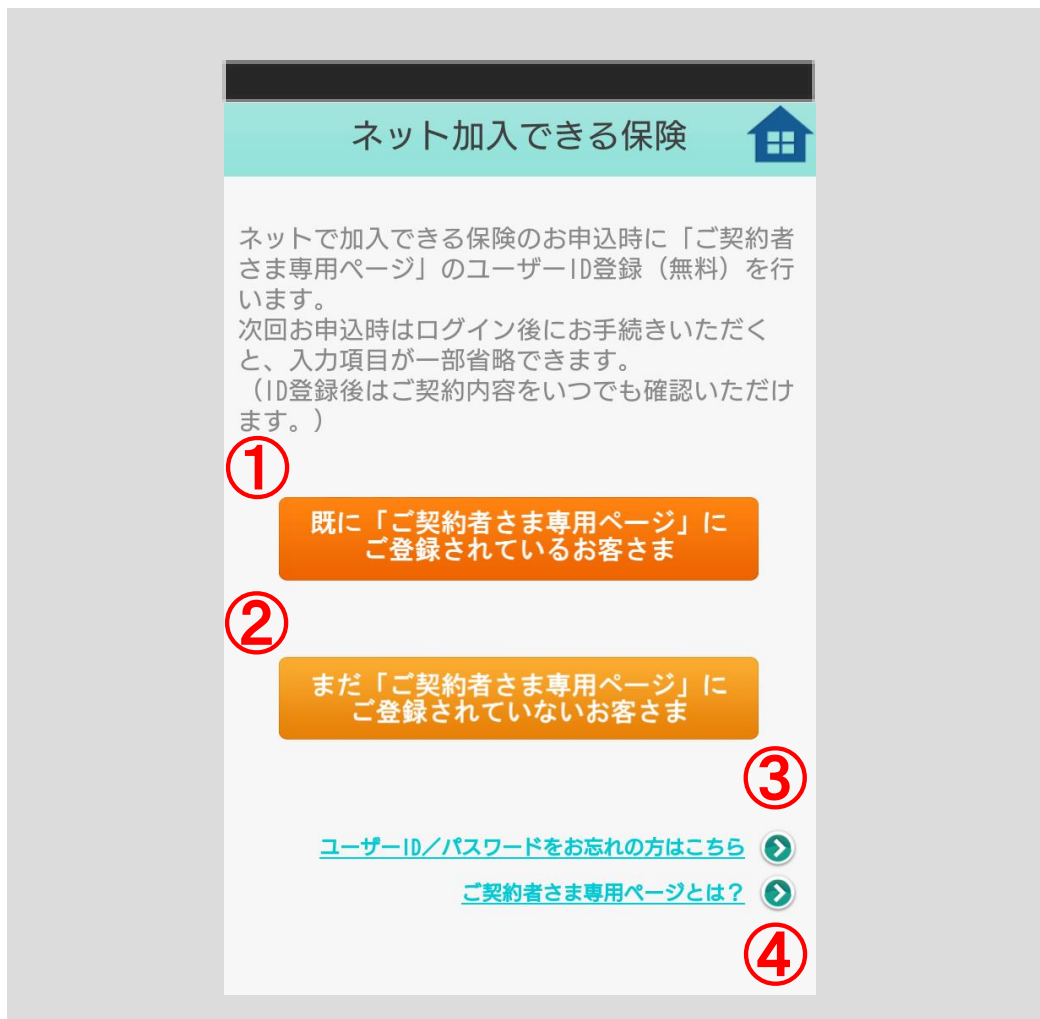 ネット加入できる保険
ネットで加入できる保険のお申込時に「ご契約者
さま専用ページ」のユーザーID登録（無料）を行
います。
次回お申込時はログイン後にお手続きいただく
と、入力項目が一部省略できます。
（ID登録後はご契約内容をいつでも確認いただけ
ます。）
①
既に「ご契約者さま専用ページ」に
ご登録されているお客さま
②
まだ「ご契約者さま専用ページ」に
ご登録されていないお客さま
③
ユーザーID／パスワードをお忘れの方はこちら
ご契約者さま専用ページとは？
④